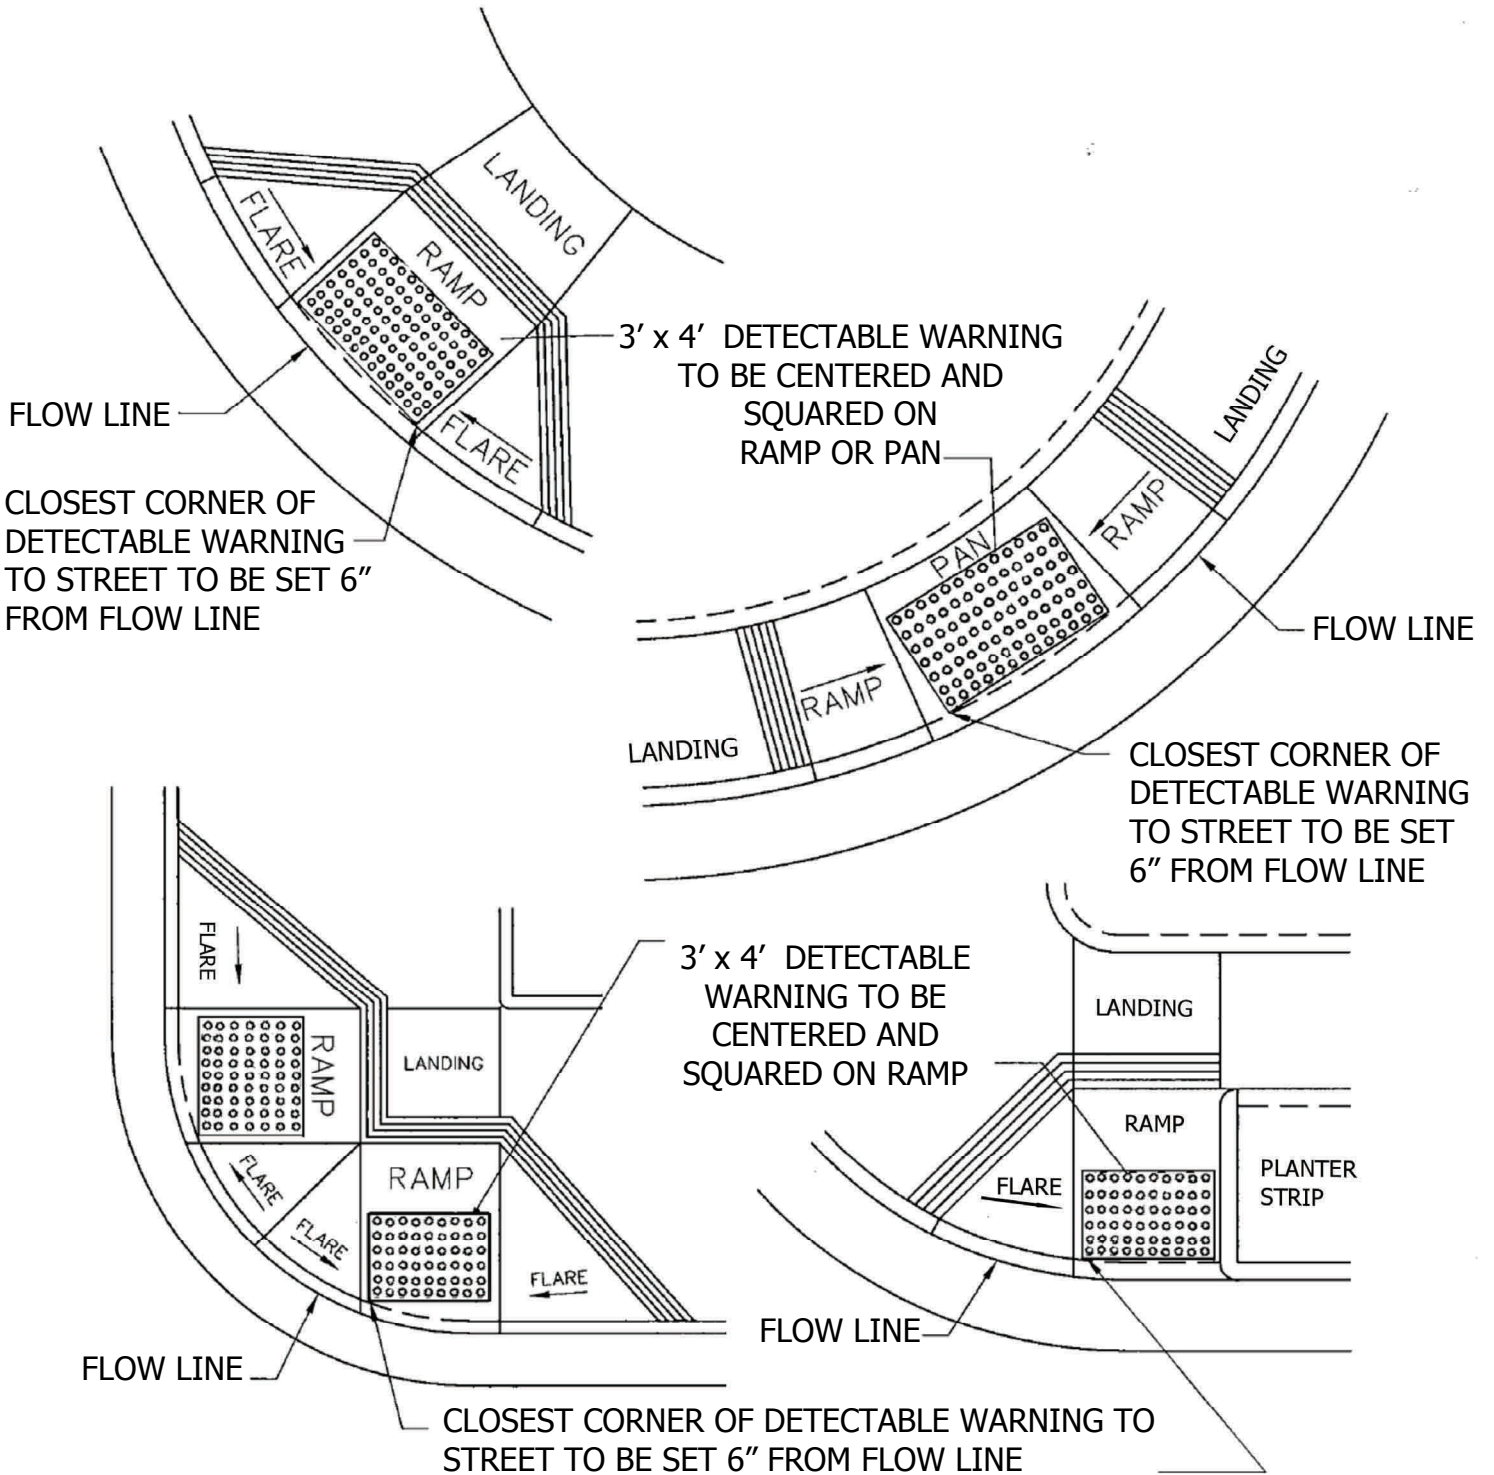 LANDING
FLARE
RAMP
FLARE
3' x 4' DETECTABLE WARNING
TO BE CENTERED AND
SQUARED ON
RAMP OR PAN
FLOW LINE
CLOSEST CORNER OF
DETECTABLE WARNING
TO STREET TO BE SET 6"
FROM FLOW LINE
LANDING
RAMP
PAN
RAMP
LANDING
FLOW LINE
CLOSEST CORNER OF
DETECTABLE WARNING
TO STREET TO BE SET
6" FROM FLOW LINE
FLARE
RAMP
LANDING
FLARE
FLARE
RAMP
FLARE
3' x 4' DETECTABLE
WARNING TO BE
CENTERED AND
SQUARED ON RAMP
FLOW LINE
LANDING
RAMP
FLARE
PLANTER
STRIP
FLOW LINE
CLOSEST CORNER OF DETECTABLE WARNING TO
STREET TO BE SET 6" FROM FLOW LINE